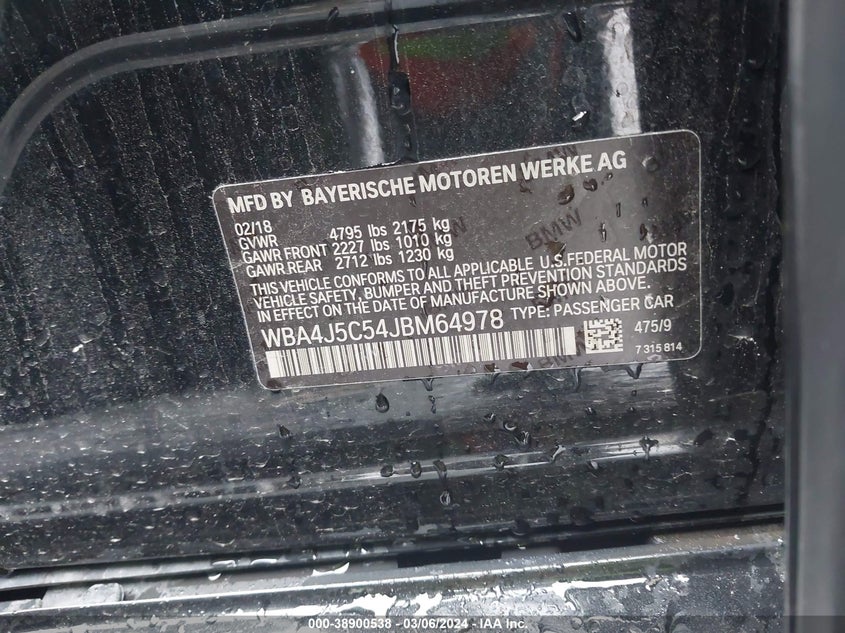 MFD BY BAYERISCHE MOTOREN WERKE AG
02/18
GVWR 4795 lbs 2175 kg
GAWR FRONT 2227 lbs 1010 kg
GAWR REAR 2712 lbs 1230 kg
THIS VEHICLE CONFORMS TO ALL APPLICABLE U.S.FEDERAL MOTOR
VEHICLE SAFETY, BUMPER AND THEFT PREVENTION STANDARDS
IN EFFECT ON THE DATE OF MANUFACTURE SHOWN ABOVE.
WBA4J5C54JBM64978 TYPE: PASSENGER CAR
475/9
7 315 814
BMW
BMW
000-38900538 - 03/06/2024 - IAA Inc.